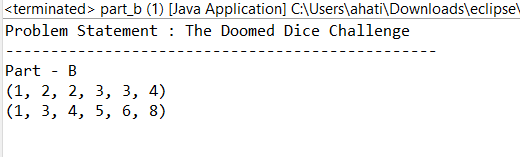 <terminated> part_b (1) [Java Application] C:\Users\ahati\Downloads\eclipse\
Problem Statement : The Doomed Dice Challenge
-----------------------------------------------
Part - B
(1, 2, 2, 3, 3, 4)
(1, 3, 4, 5, 6, 8)